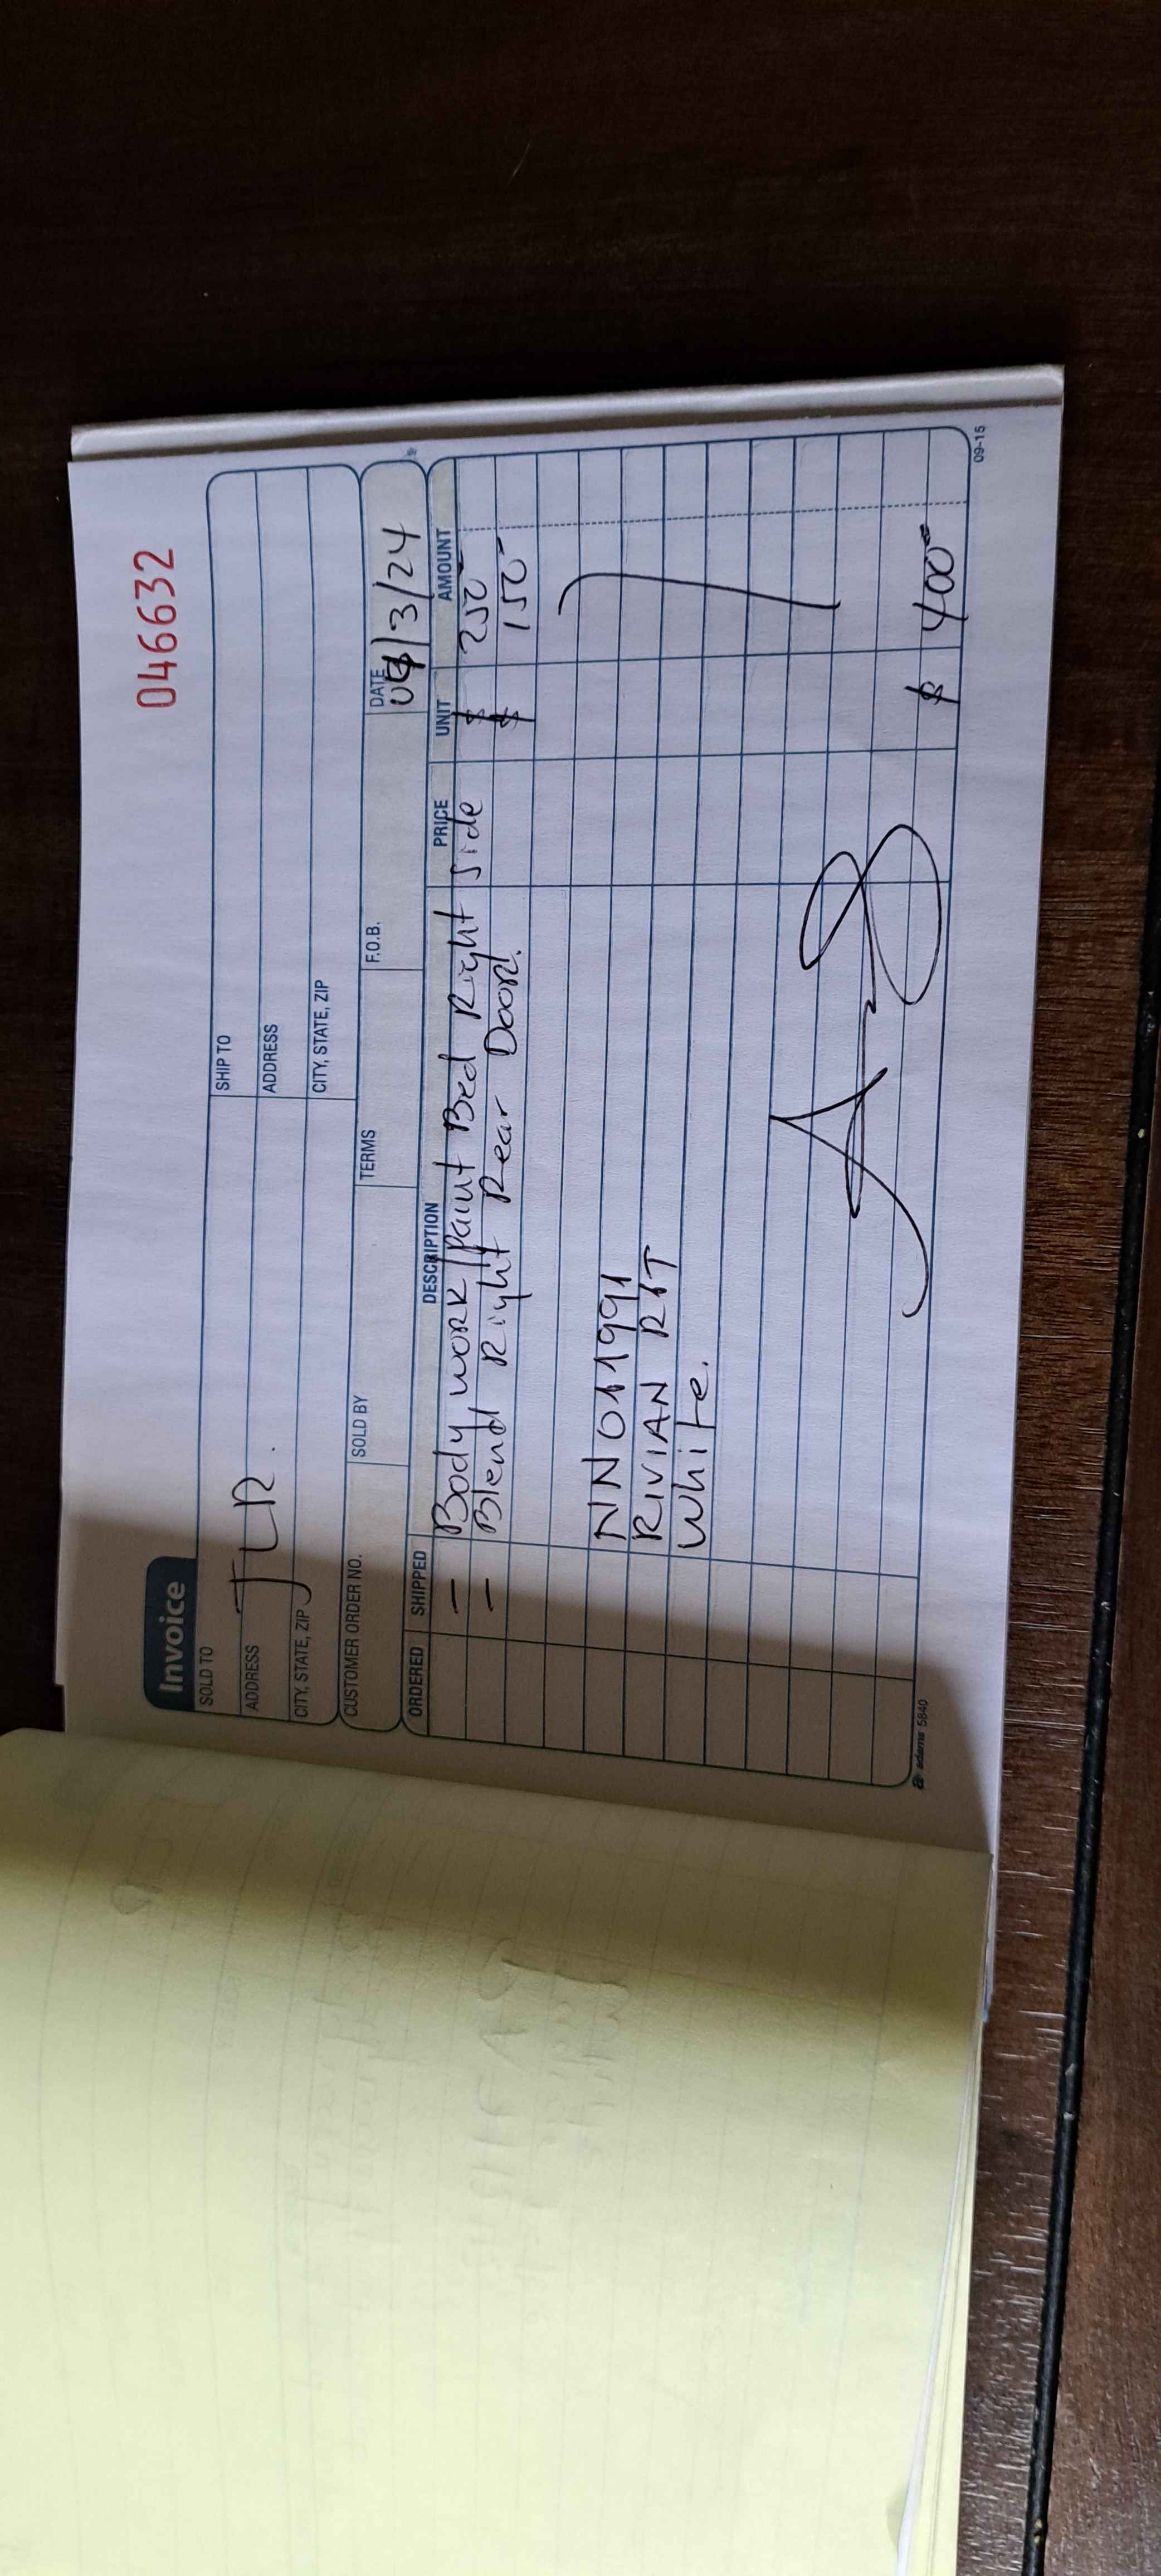 046632
Invoice
SOLD TO
SHIP TO
JLR.
ADDRESS
ADDRESS
CITY, STATE, ZIP
CITY, STATE, ZIP
CUSTOMER ORDER NO. SOLD BY TERMS F.O.B. DATE
/3/24
ORDERED SHIPPED DESCRIPTION PRICE UNIT AMOUNT
- Body work/Paint Bed Right Side $ 250-
- Blend Right Rear Door. $ 150-
NN011991
RIVIAN R1T
White.
$ 400
adams 5840
09-15